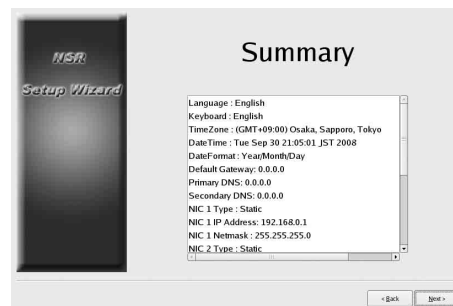 NSR
Setup Wizard
Summary
Language : English
Keyboard : English
TimeZone : (GMT+09:00) Osaka, Sapporo, Tokyo
DateTime : Tue Sep 30 21:05:01 JST 2008
DateFormat : Year/Month/Day
Default Gateway: 0.0.0.0
Primary DNS: 0.0.0.0
Secondary DNS: 0.0.0.0
NIC 1 Type : Static
NIC 1 IP Address: 192.168.0.1
NIC 1 Netmask : 255.255.255.0
NIC 2 Type : Static
< Back Next >